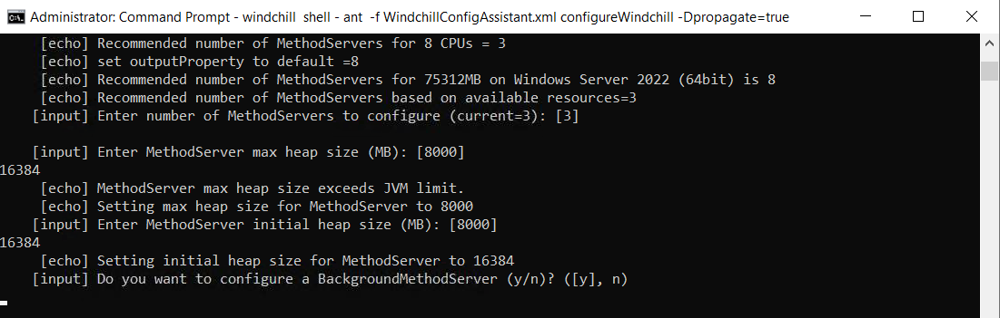 Administrator: Command Prompt - windchill shell - ant -f WindchillConfigAssistant.xml configureWindchill -Dpropagate=true
[echo] Recommended number of MethodServers for 8 CPUs = 3
[echo] set outputProperty to default =8
[echo] Recommended number of MethodServers for 75312MB on Windows Server 2022 (64bit) is 8
[echo] Recommended number of MethodServers based on available resources=3
[input] Enter number of MethodServers to configure (current=3): [3]
[input] Enter MethodServer max heap size (MB): [8000]
16384
[echo] MethodServer max heap size exceeds JVM limit.
[echo] Setting max heap size for MethodServer to 8000
[input] Enter MethodServer initial heap size (MB): [8000]
16384
[echo] Setting initial heap size for MethodServer to 16384
[input] Do you want to configure a BackgroundMethodServer (y/n)? ([y], n)